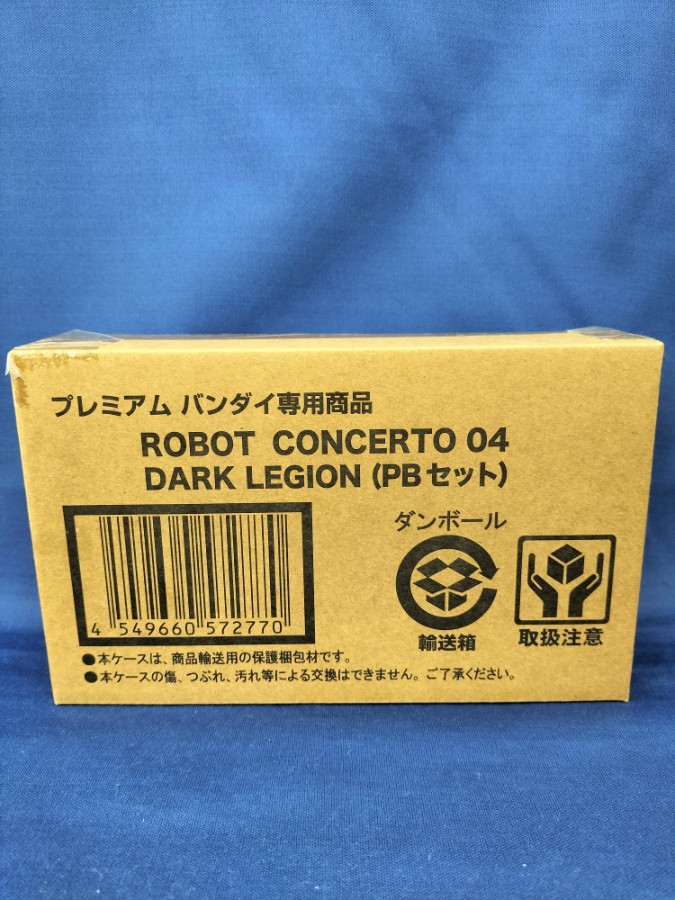 プレミアム バンダイ専用商品
ROBOT CONCERTO 04
DARK LEGION (PBセット)
ダンボール
4 549660 572770
輸送箱
取扱注意
●本ケースは、商品輸送用の保護梱包材です。
●本ケースの傷、つぶれ、汚れ等による交換はできません。ご了承ください。